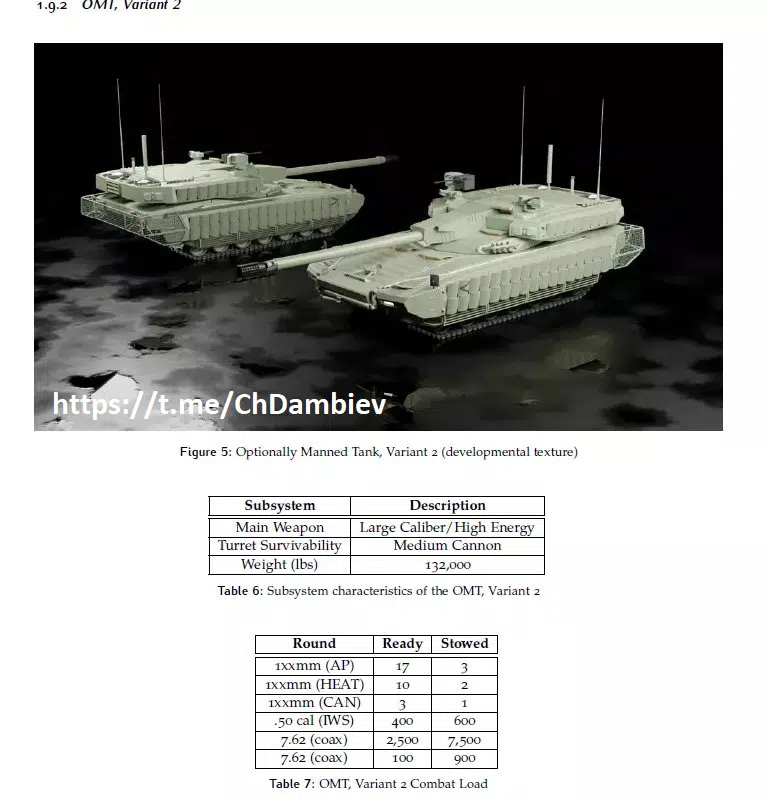 1.9.2 OMT, Variant 2
https://t.me/ChDambiev
Figure 5: Optionally Manned Tank, Variant 2 (developmental texture)
Subsystem Description
Main Weapon Large Caliber/High Energy
Turret Survivability Medium Cannon
Weight (lbs) 132,000
Table 6: Subsystem characteristics of the OMT, Variant 2
Round Ready Stowed
1xxmm (AP) 17 3
1xxmm (HEAT) 10 2
1xxmm (CAN) 3 1
.50 cal (IWS) 400 600
7.62 (coax) 2,500 7,500
7.62 (coax) 100 900
Table 7: OMT, Variant 2 Combat Load